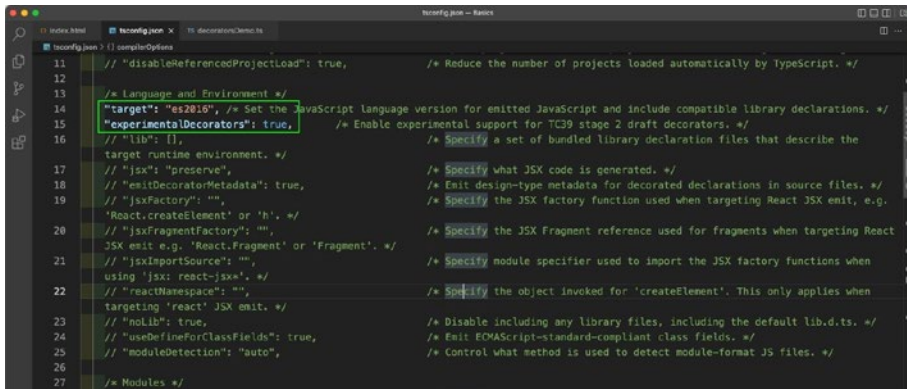 tsconfig.json — Basics
index.html
tsconfig.json X
TS decoratorsDemo.ts
tsconfig.json > {} compilerOptions
11 // "disableReferencedProjectLoad": true, /* Reduce the number of projects loaded automatically by TypeScript. */
12
13 /* Language and Environment */
14 "target": "es2016", /* Set the JavaScript language version for emitted JavaScript and include compatible library declarations. */
15 "experimentalDecorators": true, /* Enable experimental support for TC39 stage 2 draft decorators. */
16 // "lib": [], /* Specify a set of bundled library declaration files that describe the
target runtime environment. */
17 // "jsx": "preserve", /* Specify what JSX code is generated. */
18 // "emitDecoratorMetadata": true, /* Emit design-type metadata for decorated declarations in source files. */
19 // "jsxFactory": "", /* Specify the JSX factory function used when targeting React JSX emit, e.g.
'React.createElement' or 'h'. */
20 // "jsxFragmentFactory": "", /* Specify the JSX Fragment reference used for fragments when targeting React
JSX emit e.g. 'React.Fragment' or 'Fragment'. */
21 // "jsxImportSource": "", /* Specify module specifier used to import the JSX factory functions when
using 'jsx: react-jsx*'. */
22 // "reactNamespace": "", /* Specify the object invoked for 'createElement'. This only applies when
targeting 'react' JSX emit. */
23 // "noLib": true, /* Disable including any library files, including the default lib.d.ts. */
24 // "useDefineForClassFields": true, /* Emit ECMAScript-standard-compliant class fields. */
25 // "moduleDetection": "auto", /* Control what method is used to detect module-format JS files. */
26
27 /* Modules */